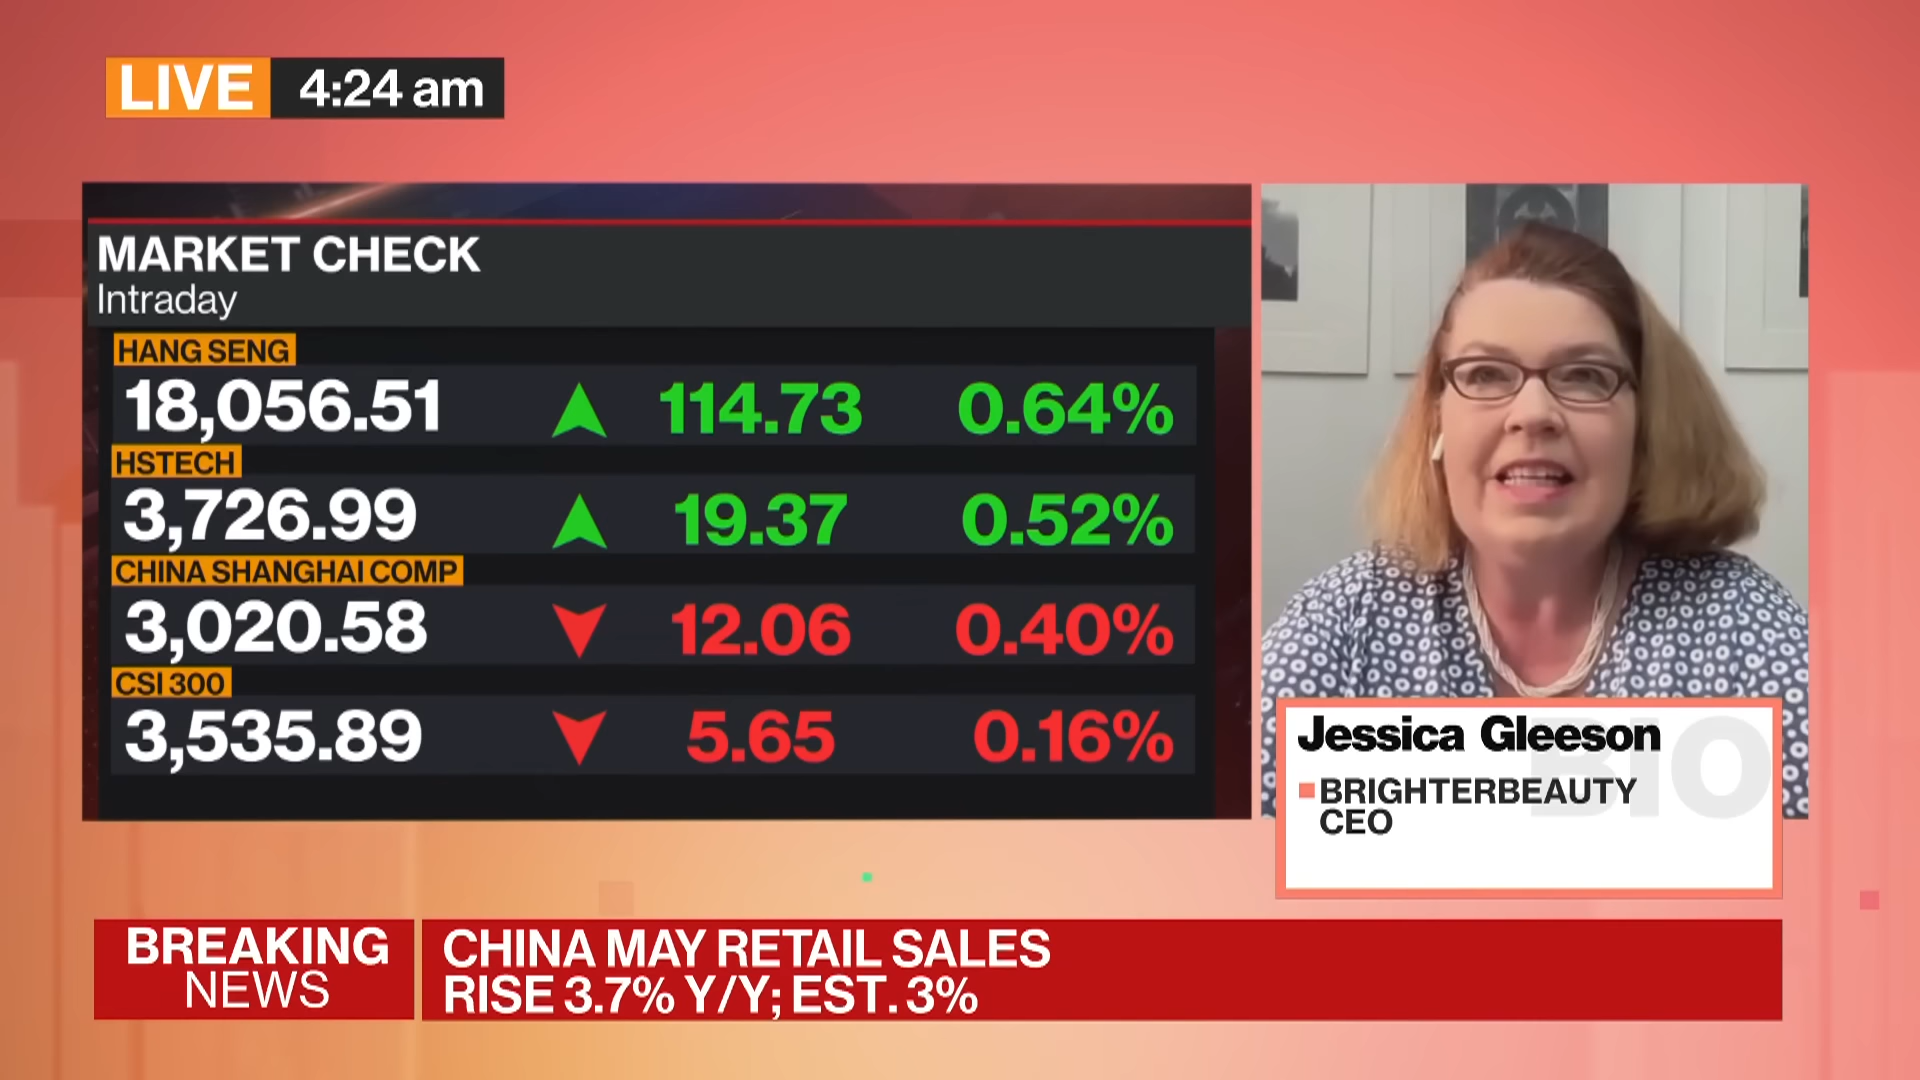 LIVE 4:24 am
MARKET CHECK
Intraday
HANG SENG
18,056.51 114.73 0.64%
HSTECH
3,726.99 19.37 0.52%
CHINA SHANGHAI COMP
3,020.58 12.06 0.40%
CSI 300
3,535.89 5.65 0.16%
BIO
Jessica Gleeson
BRIGHTERBEAUTY
CEO
BREAKING
NEWS
CHINA MAY RETAIL SALES
RISE 3.7% Y/Y; EST. 3%